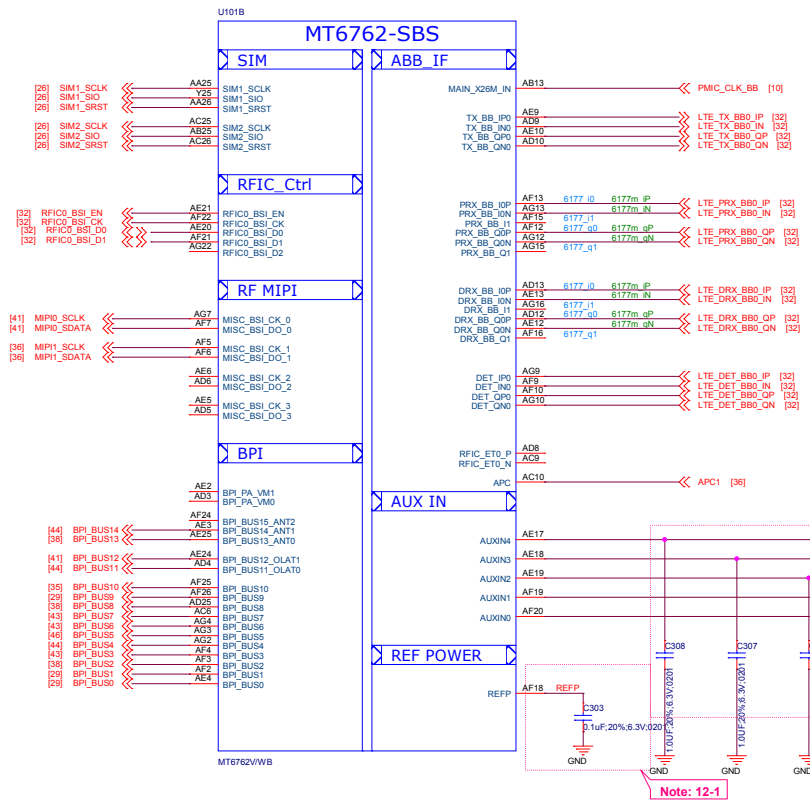 U101B
MT6762-SBS
SIM
ABB_IF
[26] SIM1_SCLK AA25 SIM1_SCLK
[26] SIM1_SIO Y25 SIM1_SIO
[26] SIM1_SRST AA26 SIM1_SRST
[26] SIM2_SCLK AC25 SIM2_SCLK
[26] SIM2_SIO AB25 SIM2_SIO
[26] SIM2_SRST AC26 SIM2_SRST
MAIN_X26M_IN AB13 PMIC_CLK_BB [10]
TX_BB_IP0 AE9 LTE_TX_BB0_IP [32]
TX_BB_IN0 AD9 LTE_TX_BB0_IN [32]
TX_BB_QP0 AE10 LTE_TX_BB0_QP [32]
TX_BB_QN0 AD10 LTE_TX_BB0_QN [32]
RFIC_Ctrl
[32] RFIC0_BSI_EN AE21 RFIC0_BSI_EN
[32] RFIC0_BSI_CK AF22 RFIC0_BSI_CK
[32] RFIC0_BSI_D0 AE20 RFIC0_BSI_D0
[32] RFIC0_BSI_D1 AF21 RFIC0_BSI_D1
AG22 RFIC0_BSI_D2
PRX_BB_I0P AF13 6177_i0 6177m_iP LTE_PRX_BB0_IP [32]
PRX_BB_I0N AG13 6177m_iN LTE_PRX_BB0_IN [32]
PRX_BB_I1 AF15 6177_i1
PRX_BB_Q0P AF12 6177_q0 6177m_qP LTE_PRX_BB0_QP [32]
PRX_BB_Q0N AG12 6177m_qN LTE_PRX_BB0_QN [32]
PRX_BB_Q1 AG15 6177_q1
RF MIPI
[41] MIPI0_SCLK AG7 MISC_BSI_CK_0
[41] MIPI0_SDATA AF7 MISC_BSI_DO_0
[36] MIPI1_SCLK AF5 MISC_BSI_CK_1
[36] MIPI1_SDATA AF6 MISC_BSI_DO_1
AE6 MISC_BSI_CK_2
AD6 MISC_BSI_DO_2
AE5 MISC_BSI_CK_3
AD5 MISC_BSI_DO_3
DRX_BB_I0P AD13 6177_i0 6177m_iP LTE_DRX_BB0_IP [32]
DRX_BB_I0N AE13 6177m_iN LTE_DRX_BB0_IN [32]
DRX_BB_I1 AG16 6177_i1
DRX_BB_Q0P AD12 6177_q0 6177m_qP LTE_DRX_BB0_QP [32]
DRX_BB_Q0N AE12 6177m_qN LTE_DRX_BB0_QN [32]
DRX_BB_Q1 AF16 6177_q1
DET_IP0 AG9 LTE_DET_BB0_IP [32]
DET_IN0 AF9 LTE_DET_BB0_IN [32]
DET_QP0 AF10 LTE_DET_BB0_QP [32]
DET_QN0 AG10 LTE_DET_BB0_QN [32]
RFIC_ET0_P AD8
RFIC_ET0_N AC9
APC AC10 APC1 [36]
BPI
AE2 BPI_PA_VM1
AD3 BPI_PA_VM0
AF24 BPI_BUS15_ANT2
[44] BPI_BUS14 AE3 BPI_BUS14_ANT1
[38] BPI_BUS13 AE25 BPI_BUS13_ANT0
[41] BPI_BUS12 AE24 BPI_BUS12_OLAT1
[44] BPI_BUS11 AD4 BPI_BUS11_OLAT0
[35] BPI_BUS10 AF25 BPI_BUS10
[29] BPI_BUS9 AF26 BPI_BUS9
[38] BPI_BUS8 AD25 BPI_BUS8
[43] BPI_BUS7 AC6 BPI_BUS7
[43] BPI_BUS6 AG4 BPI_BUS6
[46] BPI_BUS5 AG3 BPI_BUS5
[44] BPI_BUS4 AG2 BPI_BUS4
[43] BPI_BUS3 AF4 BPI_BUS3
[38] BPI_BUS2 AF3 BPI_BUS2
[29] BPI_BUS1 AF2 BPI_BUS1
[29] BPI_BUS0 AE4 BPI_BUS0
AUX IN
AUXIN4 AE17
AUXIN3 AE18
AUXIN2 AE19
AUXIN1 AF19
AUXIN0 AF20
REF POWER
REFP AF18 REFP
C303
0.1uF;20%;6.3V;0201
GND
C308
1.0UF;20%;6.3V;0201
GND
C307
1.0UF;20%;6.3V;0201
GND
GND
MT6762V/WB
Note: 12-1